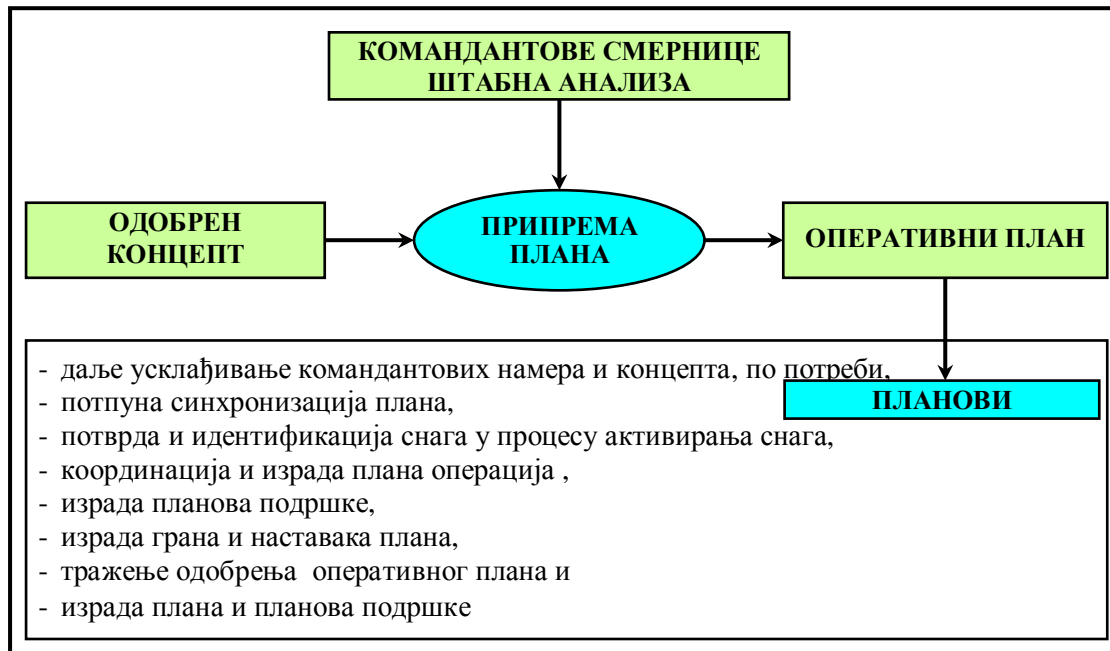 КОМАНДАНТОВЕ СМЕРНИЦЕ
ШТАБНА АНАЛИЗА
ОДОБРЕН
КОНЦЕПТ
ПРИПРЕМА
ПЛАНА
ОПЕРАТИВНИ ПЛАН
- даље усклађивање командантових намера и концепта, по потреби,
ПЛАНОВИ
- потпуна синхронизација плана,
- потврда и идентификација снага у процесу активирања снага,
- координација и израда плана операција ,
- израда планова подршке,
- израда грана и наставака плана,
- тражење одобрења оперативног плана и
- израда плана и планова подршке